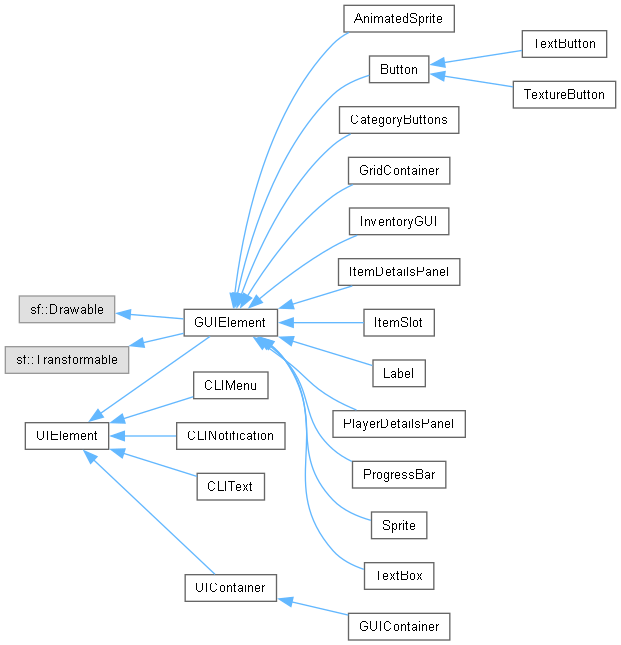 AnimatedSprite
TextButton
Button
TextureButton
CategoryButtons
GridContainer
InventoryGUI
ItemDetailsPanel
sf::Drawable
GUIElement
ItemSlot
sf::Transformable
Label
CLIMenu
PlayerDetailsPanel
UIElement
CLINotification
ProgressBar
CLIText
Sprite
TextBox
UIContainer
GUIContainer